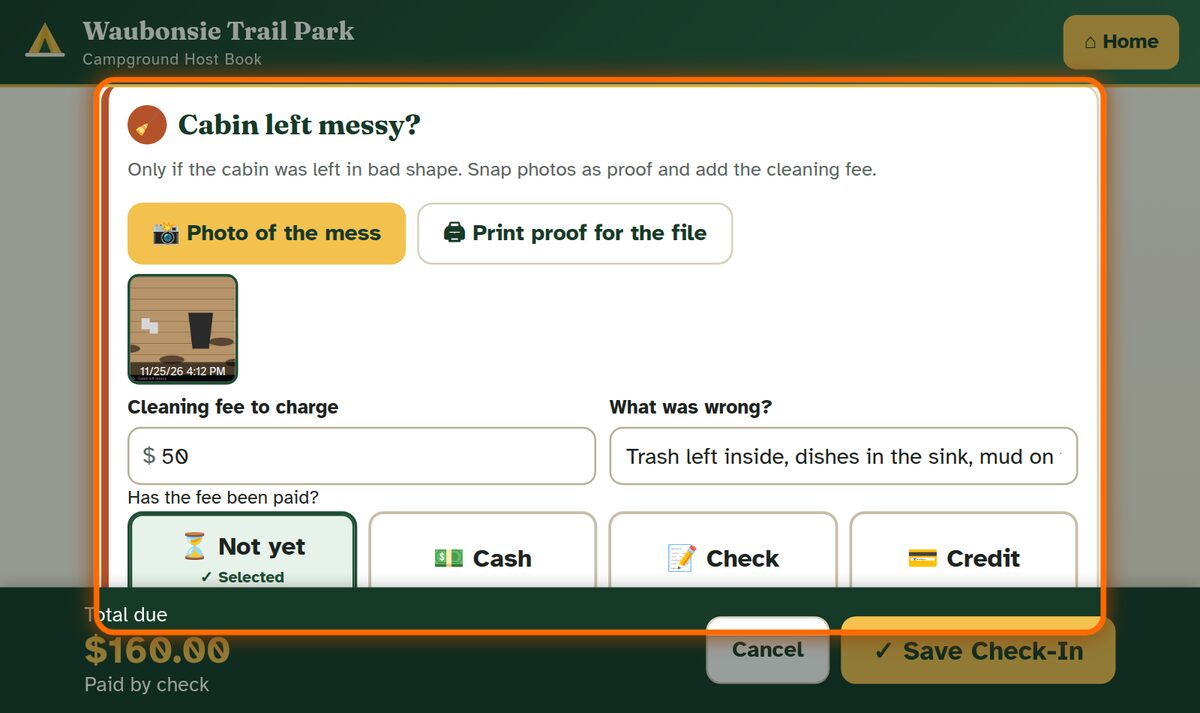 Waubonsie Trail Park
Campground Host Book
⌂ Home
Cabin left messy?
Only if the cabin was left in bad shape. Snap photos as proof and add the cleaning fee.
Photo of the mess
Print proof for the file
11/25/26 4:12 PM
Cleaning fee to charge
What was wrong?
$ 50
Trash left inside, dishes in the sink, mud on
Has the fee been paid?
Not yet
✓ Selected
Cash
Check
Credit
Total due
$160.00
Paid by check
Cancel
✓ Save Check-In